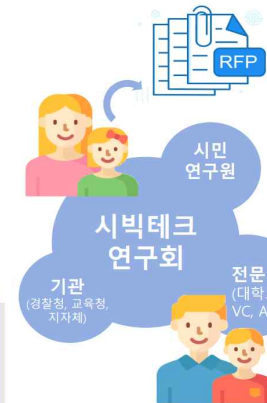 RFP
시민
연구원
시빅테크
연구회
기관
(경찰청, 교육청,
지자체)
전문
(대학
VC, A